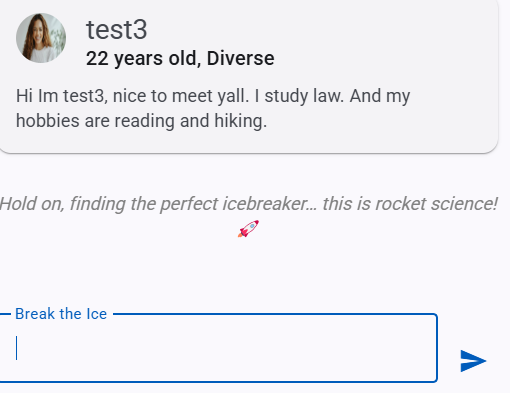 test3
22 years old, Diverse
Hi Im test3, nice to meet yall. I study law. And my
hobbies are reading and hiking.
Hold on, finding the perfect icebreaker... this is rocket science!
🚀
Break the Ice